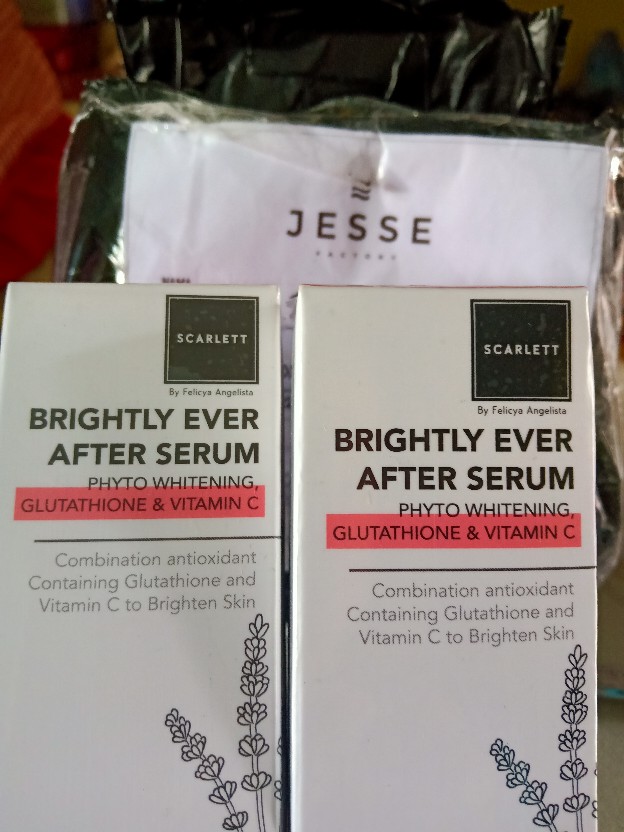 JESSE
FACTORY
SCARLETT
By Felicya Angelista
BRIGHTLY EVER
AFTER SERUM
PHYTO WHITENING,
GLUTATHIONE & VITAMIN C
Combination antioxidant
Containing Glutathione and
Vitamin C to Brighten Skin
SCARLETT
By Felicya Angelista
BRIGHTLY EVER
AFTER SERUM
PHYTO WHITENING,
GLUTATHIONE & VITAMIN C
Combination antioxidant
Containing Glutathione and
Vitamin C to Brighten Skin